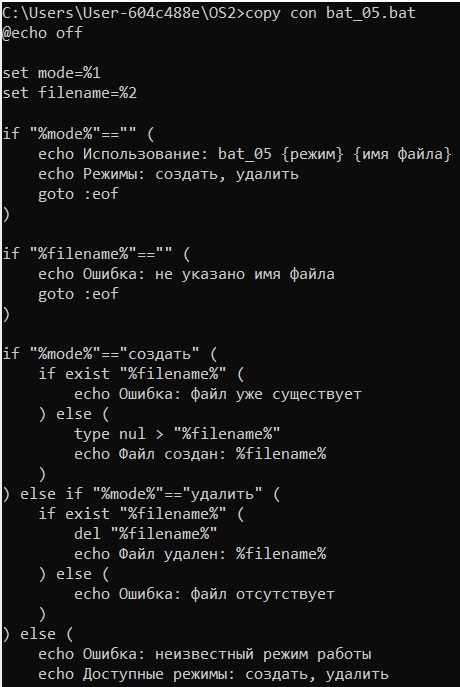 C:\Users\User-604c488e\OS2>copy con bat_05.bat
@echo off

set mode=%1
set filename=%2

if "%mode%"=="" (
    echo Использование: bat_05 {режим} {имя файла}
    echo Режимы: создать, удалить
    goto :eof
)

if "%filename%"=="" (
    echo Ошибка: не указано имя файла
    goto :eof
)

if "%mode%"=="создать" (
    if exist "%filename%" (
        echo Ошибка: файл уже существует
    ) else (
        type nul > "%filename%"
        echo Файл создан: %filename%
    )
) else if "%mode%"=="удалить" (
    if exist "%filename%" (
        del "%filename%"
        echo Файл удален: %filename%
    ) else (
        echo Ошибка: файл отсутствует
    )
) else (
    echo Ошибка: неизвестный режим работы
    echo Доступные режимы: создать, удалить